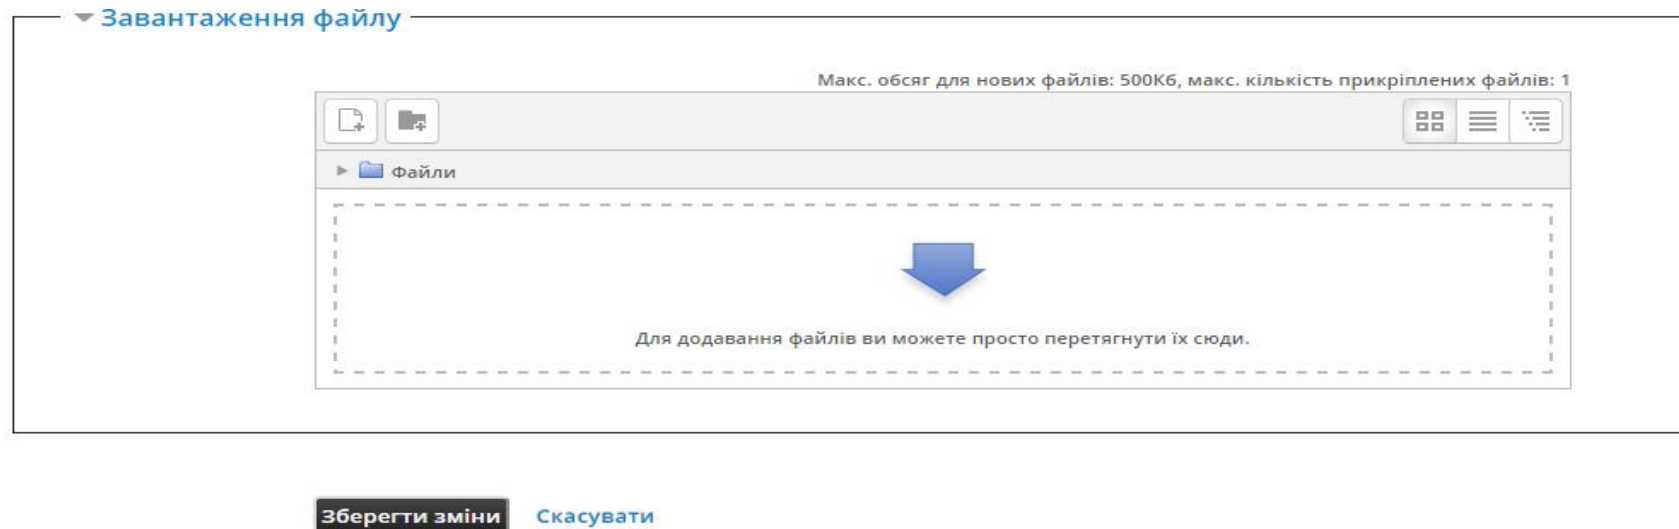 Завантаження файлу
Макс. обсяг для нових файлів: 500Кб, макс. кількість прикріплених файлів: 1
Файли
Для додавання файлів ви можете просто перетягнути їх сюди.
Зберегти зміни Скасувати